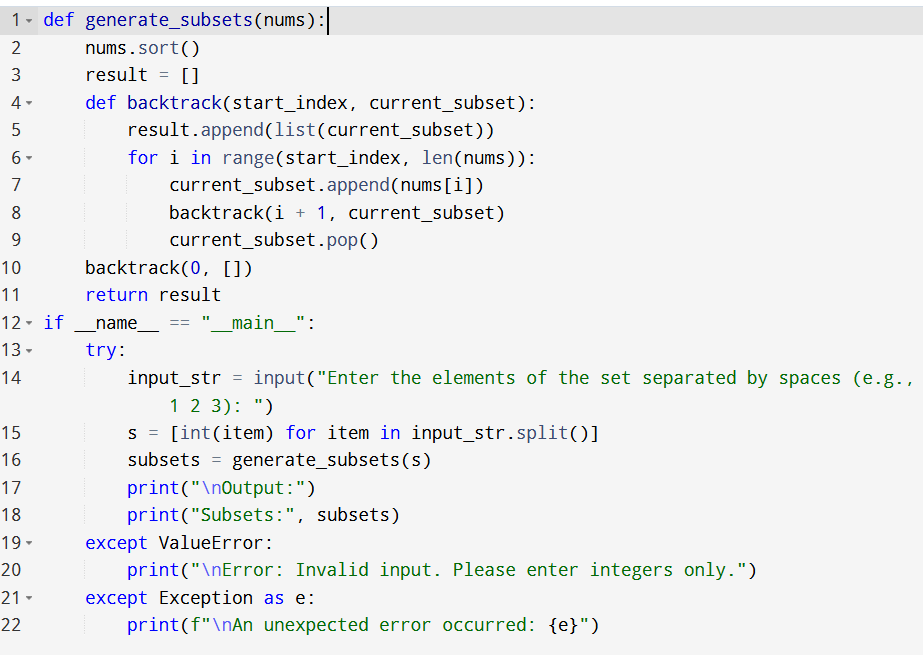 1 def generate_subsets(nums):
2     nums.sort()
3     result = []
4     def backtrack(start_index, current_subset):
5         result.append(list(current_subset))
6         for i in range(start_index, len(nums)):
7             current_subset.append(nums[i])
8             backtrack(i + 1, current_subset)
9             current_subset.pop()
10     backtrack(0, [])
11     return result
12 if __name__ == "__main__":
13     try:
14         input_str = input("Enter the elements of the set separated by spaces (e.g.,
            1 2 3): ")
15         s = [int(item) for item in input_str.split()]
16         subsets = generate_subsets(s)
17         print("\nOutput:")
18         print("Subsets:", subsets)
19     except ValueError:
20         print("\nError: Invalid input. Please enter integers only.")
21     except Exception as e:
22         print(f"\nAn unexpected error occurred: {e}")